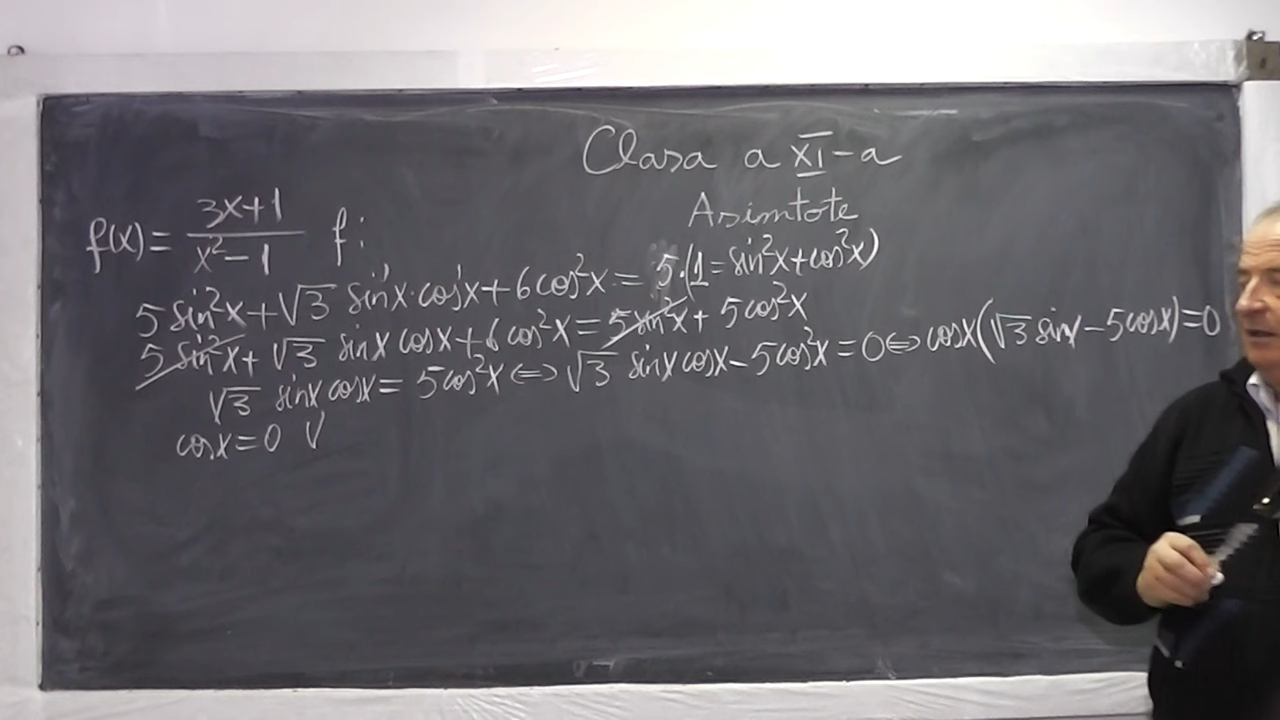 Clasa a XI-a
Asimtote
f(x) = \frac{3x+1}{x²-1} f:
5 sin²x + √3 sinx·cosx + 6cos²x = 5·(1 = sin²x + cos²x)
5 sin²x + √3 sinx cosx + 6cos²x = 5 sin²x + 5cos²x
√3 sinx cosx = 5cos²x ⇔ √3 sinx cosx - 5cos²x = 0 ⇔ cosx(√3 sinx - 5cosx) = 0
cosx = 0 V